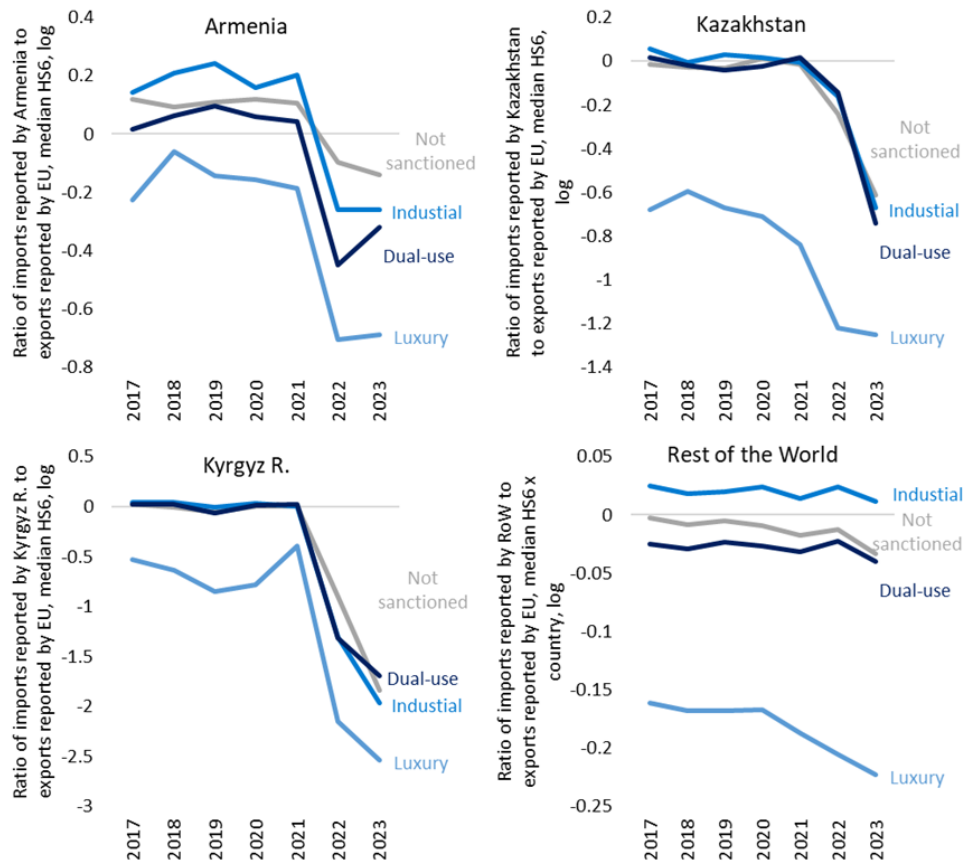 Armenia
Ratio of imports reported by Armenia to
exports reported by EU, median HS6, log
0.4
0.2
0
-0.2
-0.4
-0.6
-0.8
Not
sanctioned
Industial
Dual-use
Luxury
2017
2018
2019
2020
2021
2022
2023
Kazakhstan
Ratio of imports reported by Kazakhstan
to exports reported by EU, median HS6,
log
0.2
0
-0.2
-0.4
-0.6
-0.8
-1
-1.2
-1.4
Not
sanctioned
Industial
Dual-use
Luxury
2017
2018
2019
2020
2021
2022
2023
Kyrgyz R.
Ratio of imports reported by Kyrgyz R. to
exports reported by EU, median HS6, log
0.5
0
-0.5
-1
-1.5
-2
-2.5
-3
Not
sanctioned
Dual-use
Industial
Luxury
2017
2018
2019
2020
2021
2022
2023
Rest of the World
Ratio of imports reported by RoW to
exports reported by EU, median HS6 x
country, log
0.05
0
-0.05
-0.1
-0.15
-0.2
-0.25
Industial
Not
sanctioned
Dual-use
Luxury
2017
2018
2019
2020
2021
2022
2023